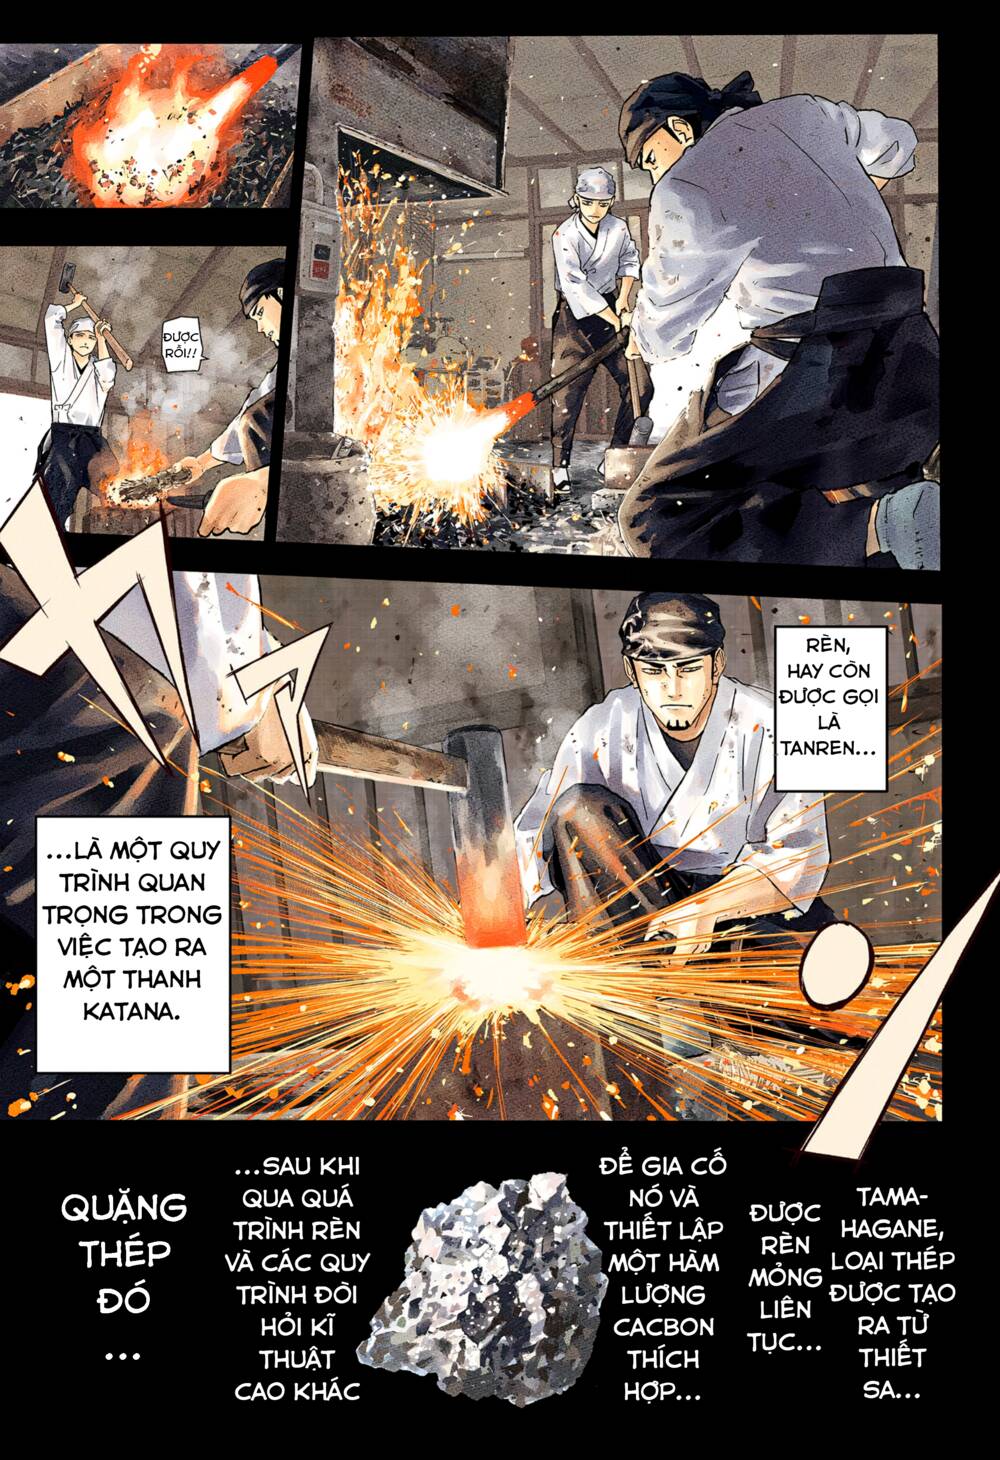 ĐƯỢC
RỒI!!
RÈN,
HAY CÒN
ĐƯỢC GỌI
LÀ
TANREN...
...LÀ MỘT QUY
TRÌNH QUAN
TRỌNG TRONG
VIỆC TẠO RA
MỘT THANH
KATANA.
TAMA-
HAGANE,
LOẠI THÉP
ĐƯỢC TẠO
RA TỪ
THIẾT
SA...
ĐƯỢC
RÈN
MỎNG
LIÊN
TỤC...
ĐỂ GIA CỐ
NÓ VÀ
THIẾT LẬP
MỘT HÀM
LƯỢNG
CACBON
THÍCH
HỢP...
...SAU KHI
QUA QUÁ
TRÌNH RÈN
VÀ CÁC QUY
TRÌNH ĐÒI
HỎI KĨ
THUẬT
CAO KHÁC
QUẶNG
THÉP
ĐÓ
...